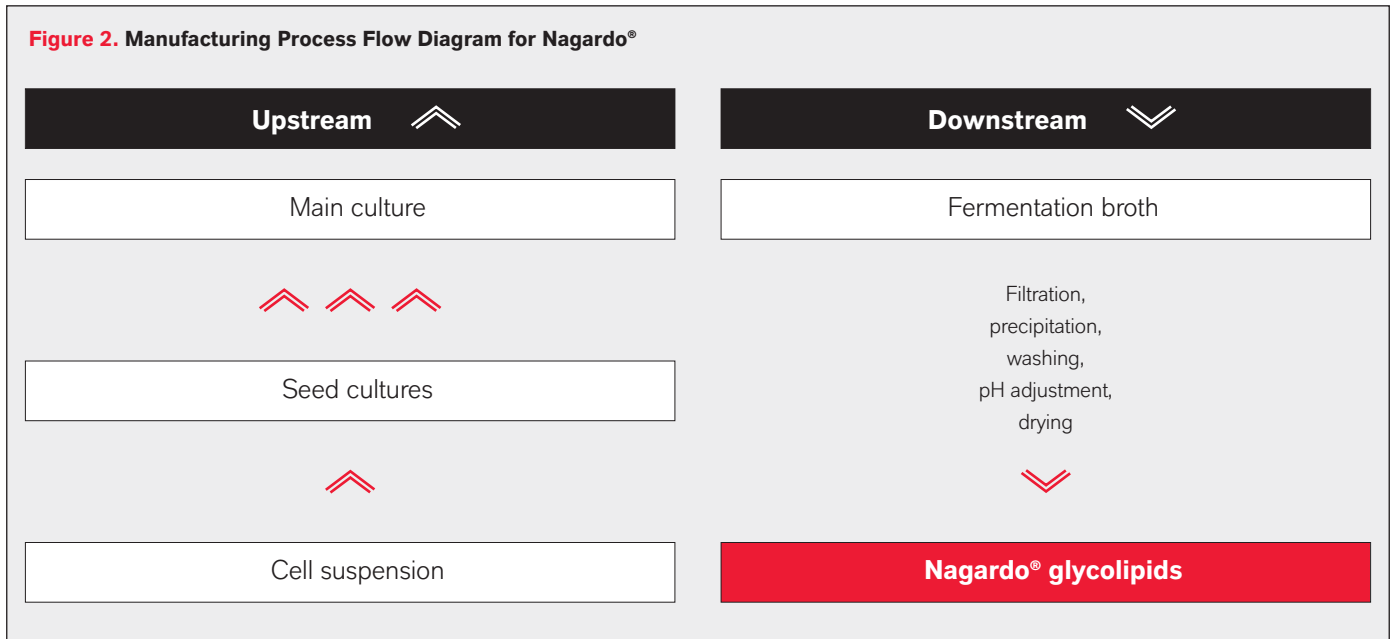 Figure 2. Manufacturing Process Flow Diagram for Nagardo®
Upstream
Main culture
Seed cultures
Cell suspension
Downstream
Fermentation broth
Filtration,
precipitation,
washing,
pH adjustment,
drying
Nagardo® glycolipids